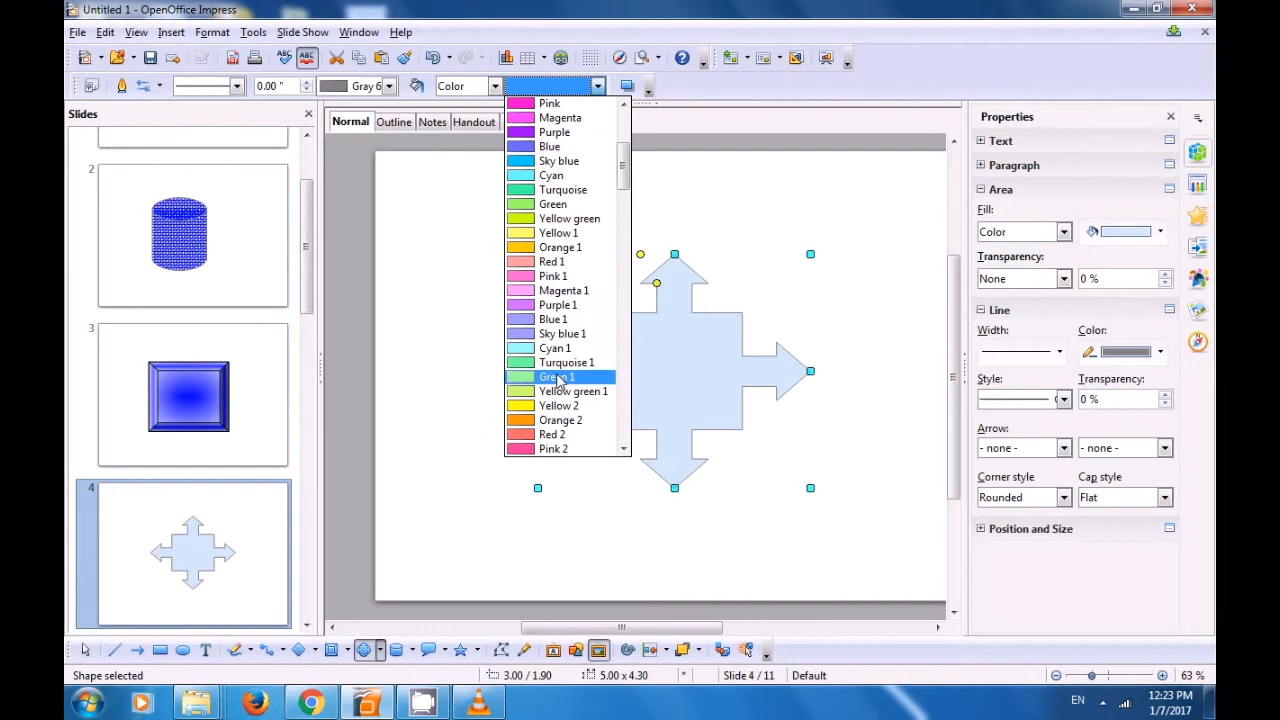 Untitled 1 - OpenOffice Impress
File Edit View Insert Format Tools Slide Show Window Help
0.00 " Gray 6 Color
Slides
Normal Outline Notes Handout
2
3
4
Pink
Magenta
Purple
Blue
Sky blue
Cyan
Turquoise
Green
Yellow green
Yellow 1
Orange 1
Red 1
Pink 1
Magenta 1
Purple 1
Blue 1
Sky blue 1
Cyan 1
Turquoise 1
Green 1
Yellow green 1
Yellow 2
Orange 2
Red 2
Pink 2
Properties
Text
Paragraph
Area
Fill:
Color
Transparency:
None 0 %
Line
Width: Color:
Style: Transparency:
0 %
Arrow:
- none - - none -
Corner style Cap style
Rounded Flat
Position and Size
Shape selected 3.00 / 1.90 5.00 x 4.30 * Slide 4 / 11 Default 63 %
EN 12:23 PM
1/7/2017